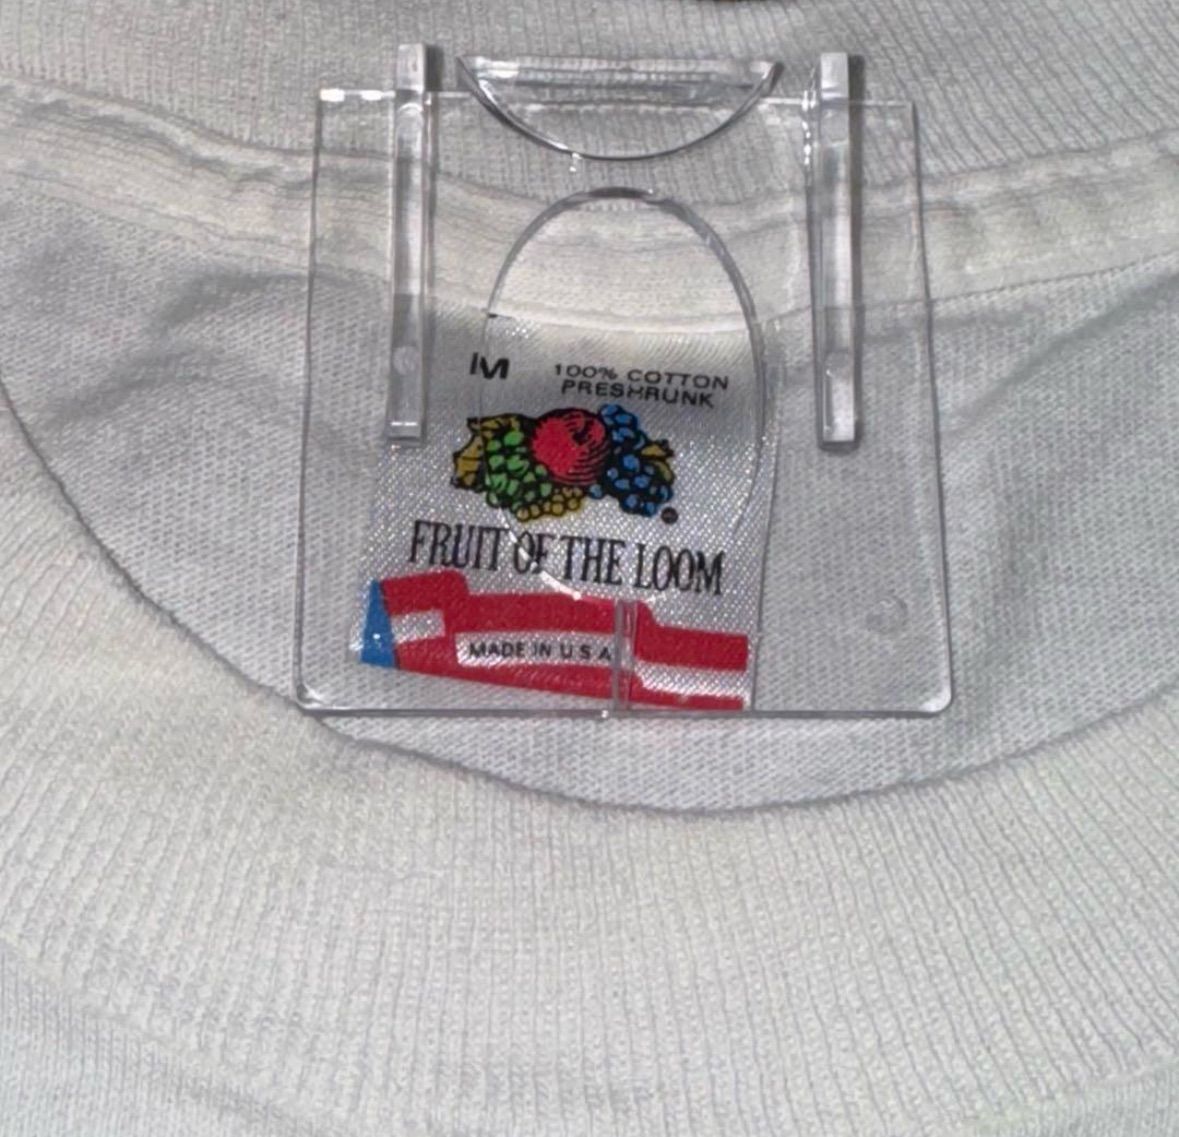 M
100% COTTON
PRESHRUNK
®
FRUIT OF THE LOOM
MADE IN U S A